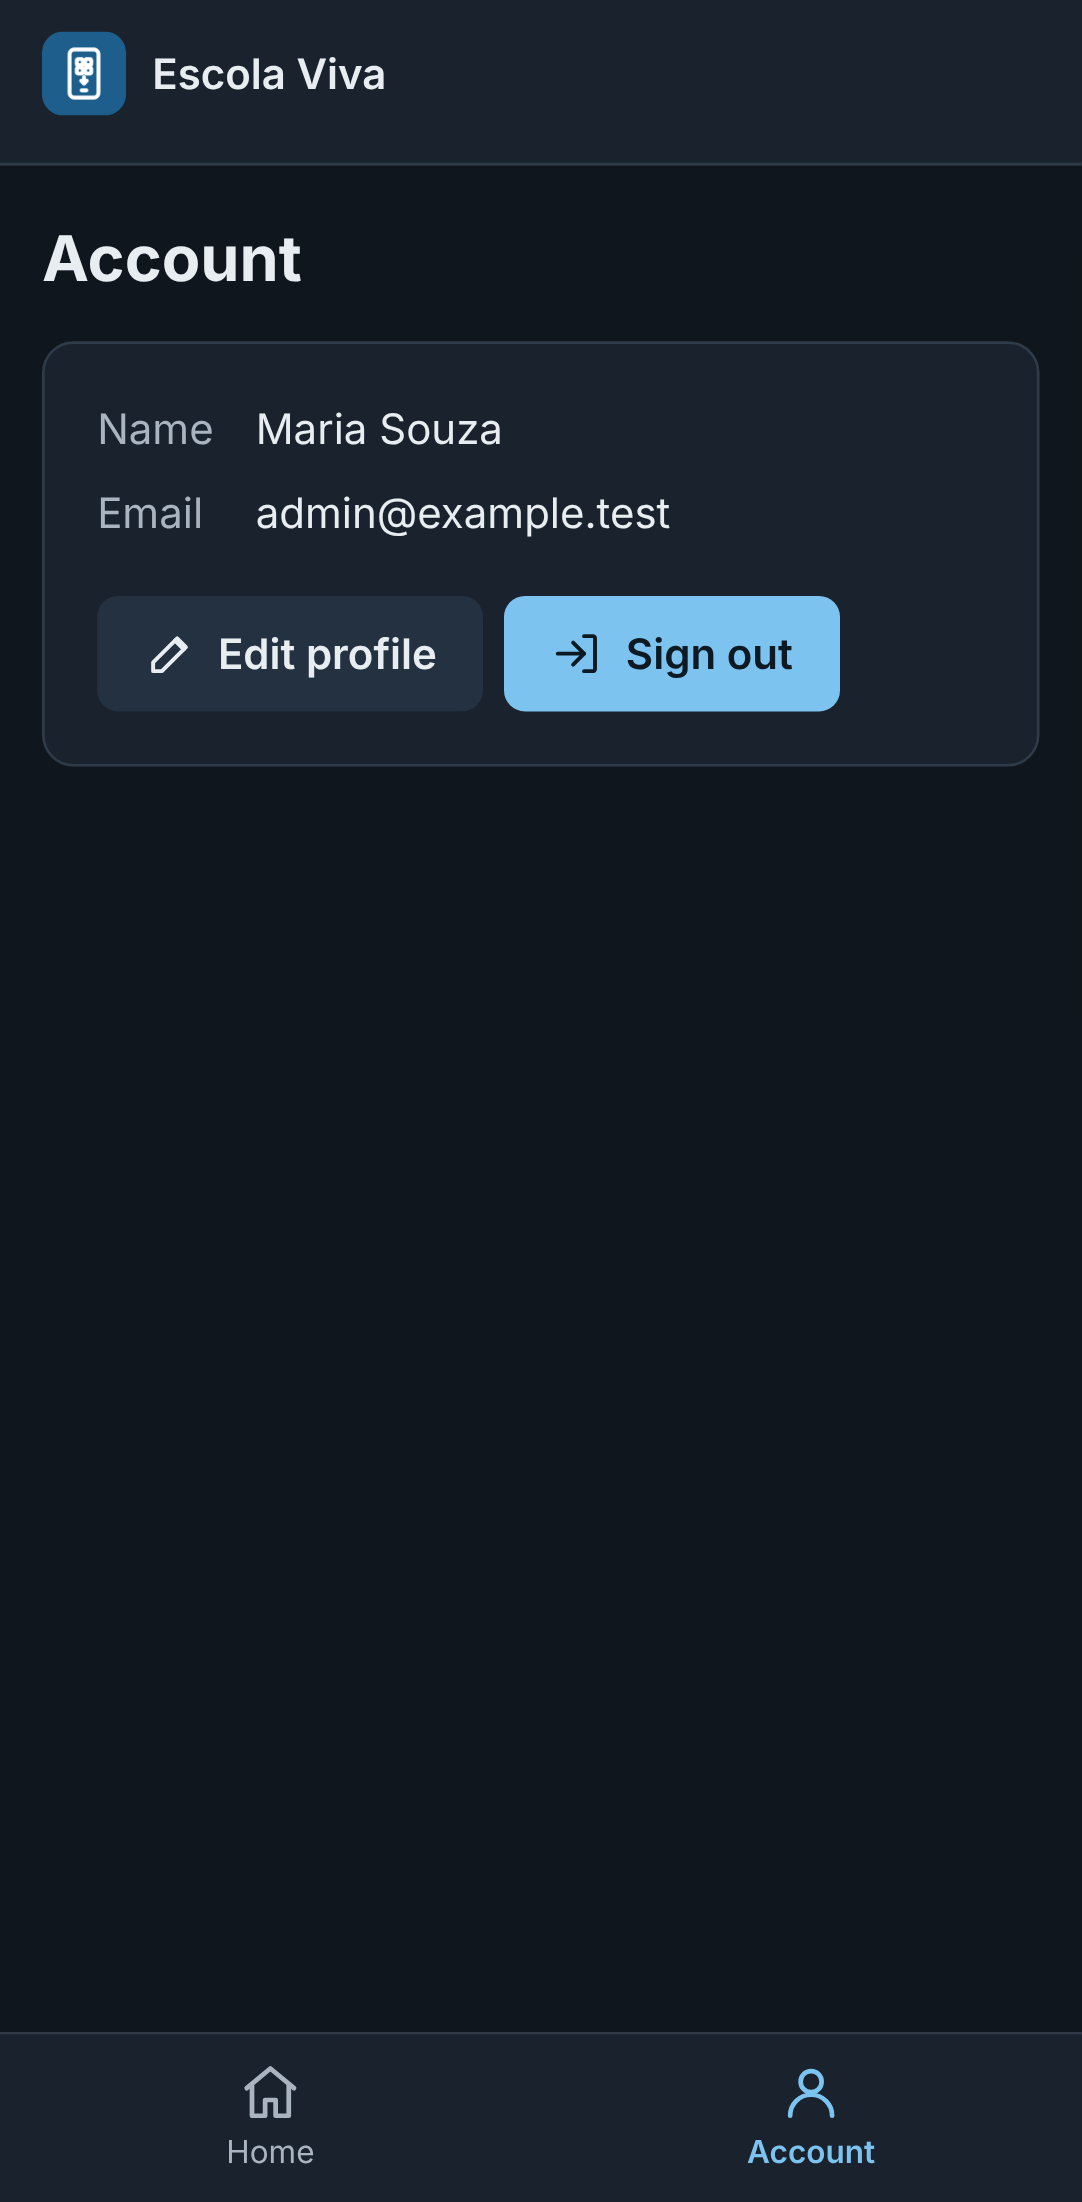 Escola Viva
Account
Name Maria Souza
Email admin@example.test
Edit profile Sign out
Home Account